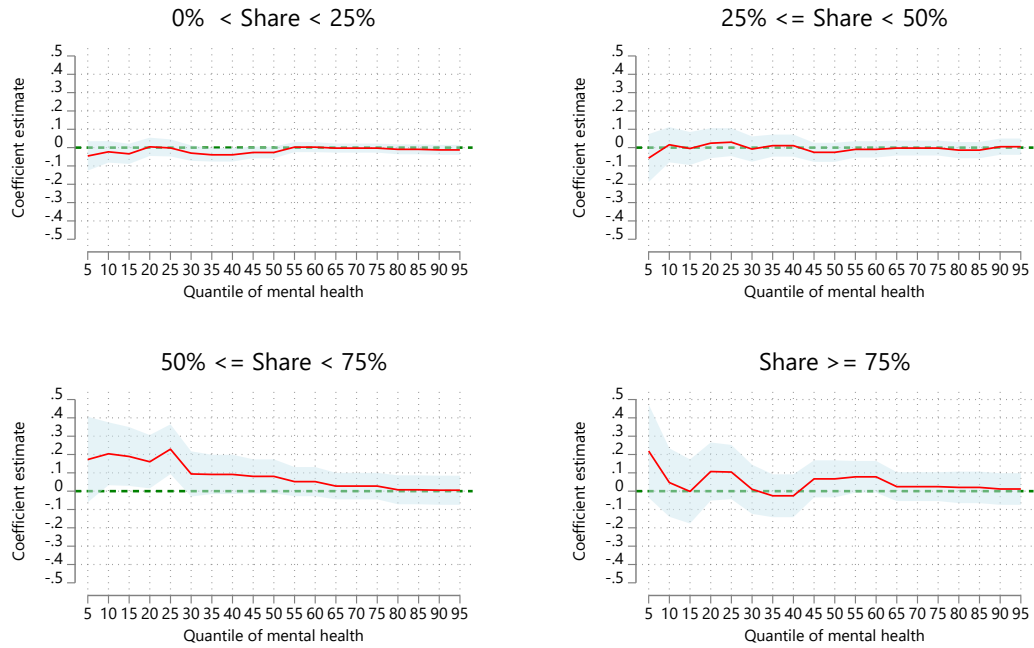 0% < Share < 25%
Coefficient estimate
.5
.4
.3
.2
.1
0
-.1
-.2
-.3
-.4
-.5
5 10 15 20 25 30 35 40 45 50 55 60 65 70 75 80 85 90 95
Quantile of mental health
25% <= Share < 50%
Coefficient estimate
.5
.4
.3
.2
.1
0
-.1
-.2
-.3
-.4
-.5
5 10 15 20 25 30 35 40 45 50 55 60 65 70 75 80 85 90 95
Quantile of mental health
50% <= Share < 75%
Coefficient estimate
.5
.4
.3
.2
.1
0
-.1
-.2
-.3
-.4
-.5
5 10 15 20 25 30 35 40 45 50 55 60 65 70 75 80 85 90 95
Quantile of mental health
Share >= 75%
Coefficient estimate
.5
.4
.3
.2
.1
0
-.1
-.2
-.3
-.4
-.5
5 10 15 20 25 30 35 40 45 50 55 60 65 70 75 80 85 90 95
Quantile of mental health